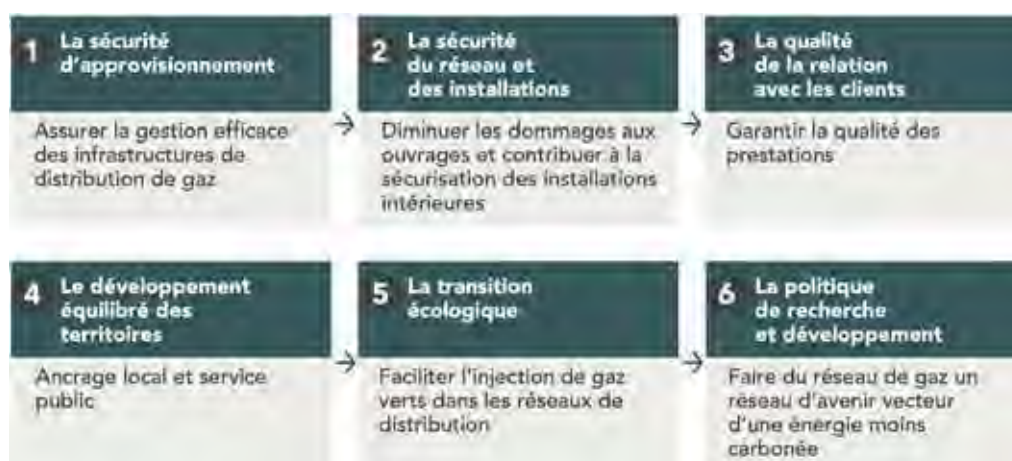 1 La sécurité
d'approvisionnement
Assurer la gestion efficace
des infrastructures de
distribution de gaz
→
2 La sécurité
du réseau et
des installations
Diminuer les dommages aux
ouvrages et contribuer à la
sécurisation des installations
intérieures
→
3 La qualité
de la relation
avec les clients
Garantir la qualité des
prestations
4 Le développement
équilibré des
territoires
Ancrage local et service
public
→
5 La transition
écologique
Faciliter l'injection de gaz
verts dans les réseaux de
distribution
→
6 La politique
de recherche
et développement
Faire du réseau de gaz un
réseau d'avenir vecteur
d'une énergie moins
carbonée